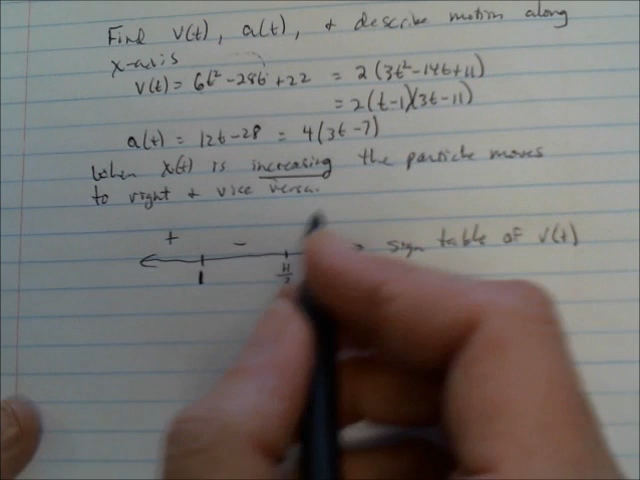 Find v(t), a(t), + describe motion along
x-axis
v(t) = 6t² - 28t + 22 = 2(3t² - 14t + 11)
= 2(t-1)(3t-11)
a(t) = 12t - 28 = 4(3t - 7)
When x(t) is increasing the particle moves
to right + vice versa.
+ − sign table of v(t)
1 11/3